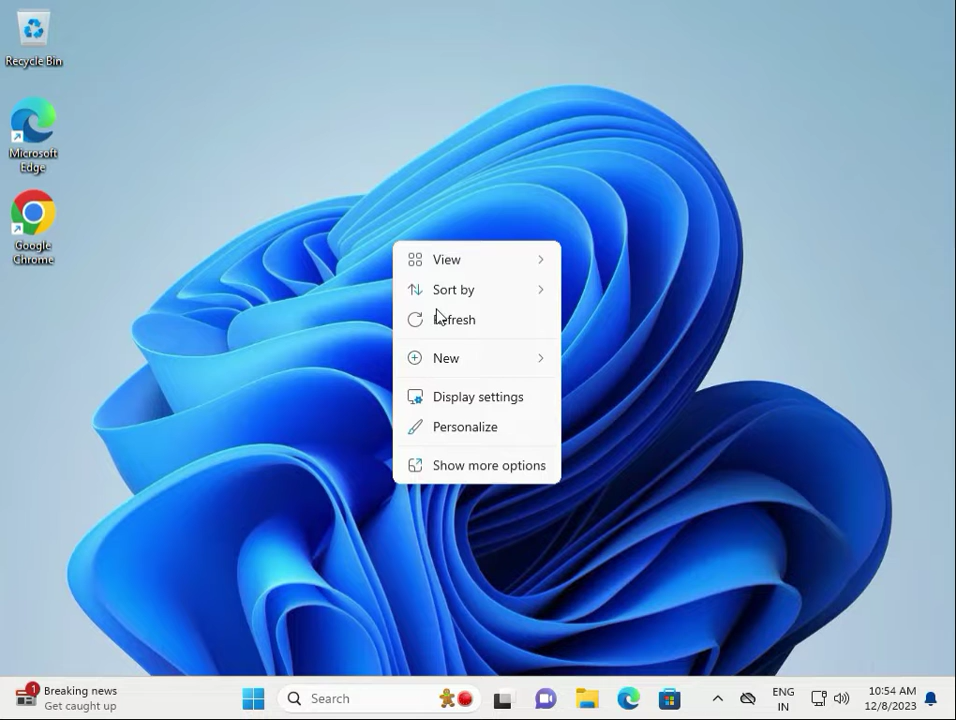 Recycle Bin
Microsoft
Edge
Google
Chrome
View
Sort by
Refresh
New
Display settings
Personalize
Show more options
1
Breaking news
Get caught up
Search
ENG
IN
10:54 AM
12/8/2023